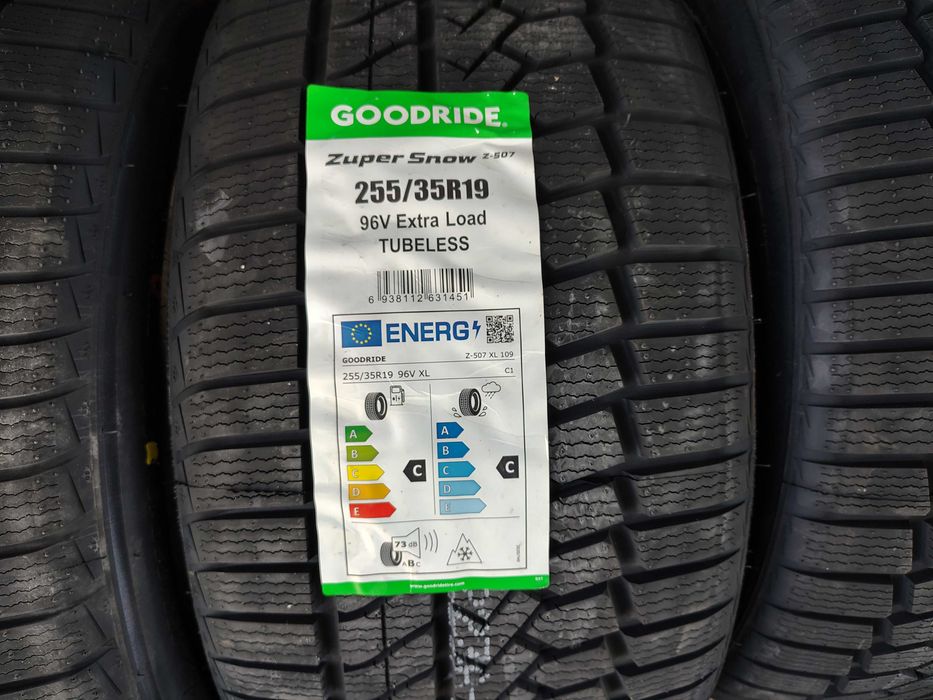 GOODRIDE®
Zuper Snow Z-507
255/35R19
96V Extra Load
TUBELESS
6 938112 631451
ENERG
GOODRIDE Z-507 XL 109
255/35R19 96V XL C1
A A
B B
C C C C
D D
E E
73 dB
ABC
www.goodridetire.com